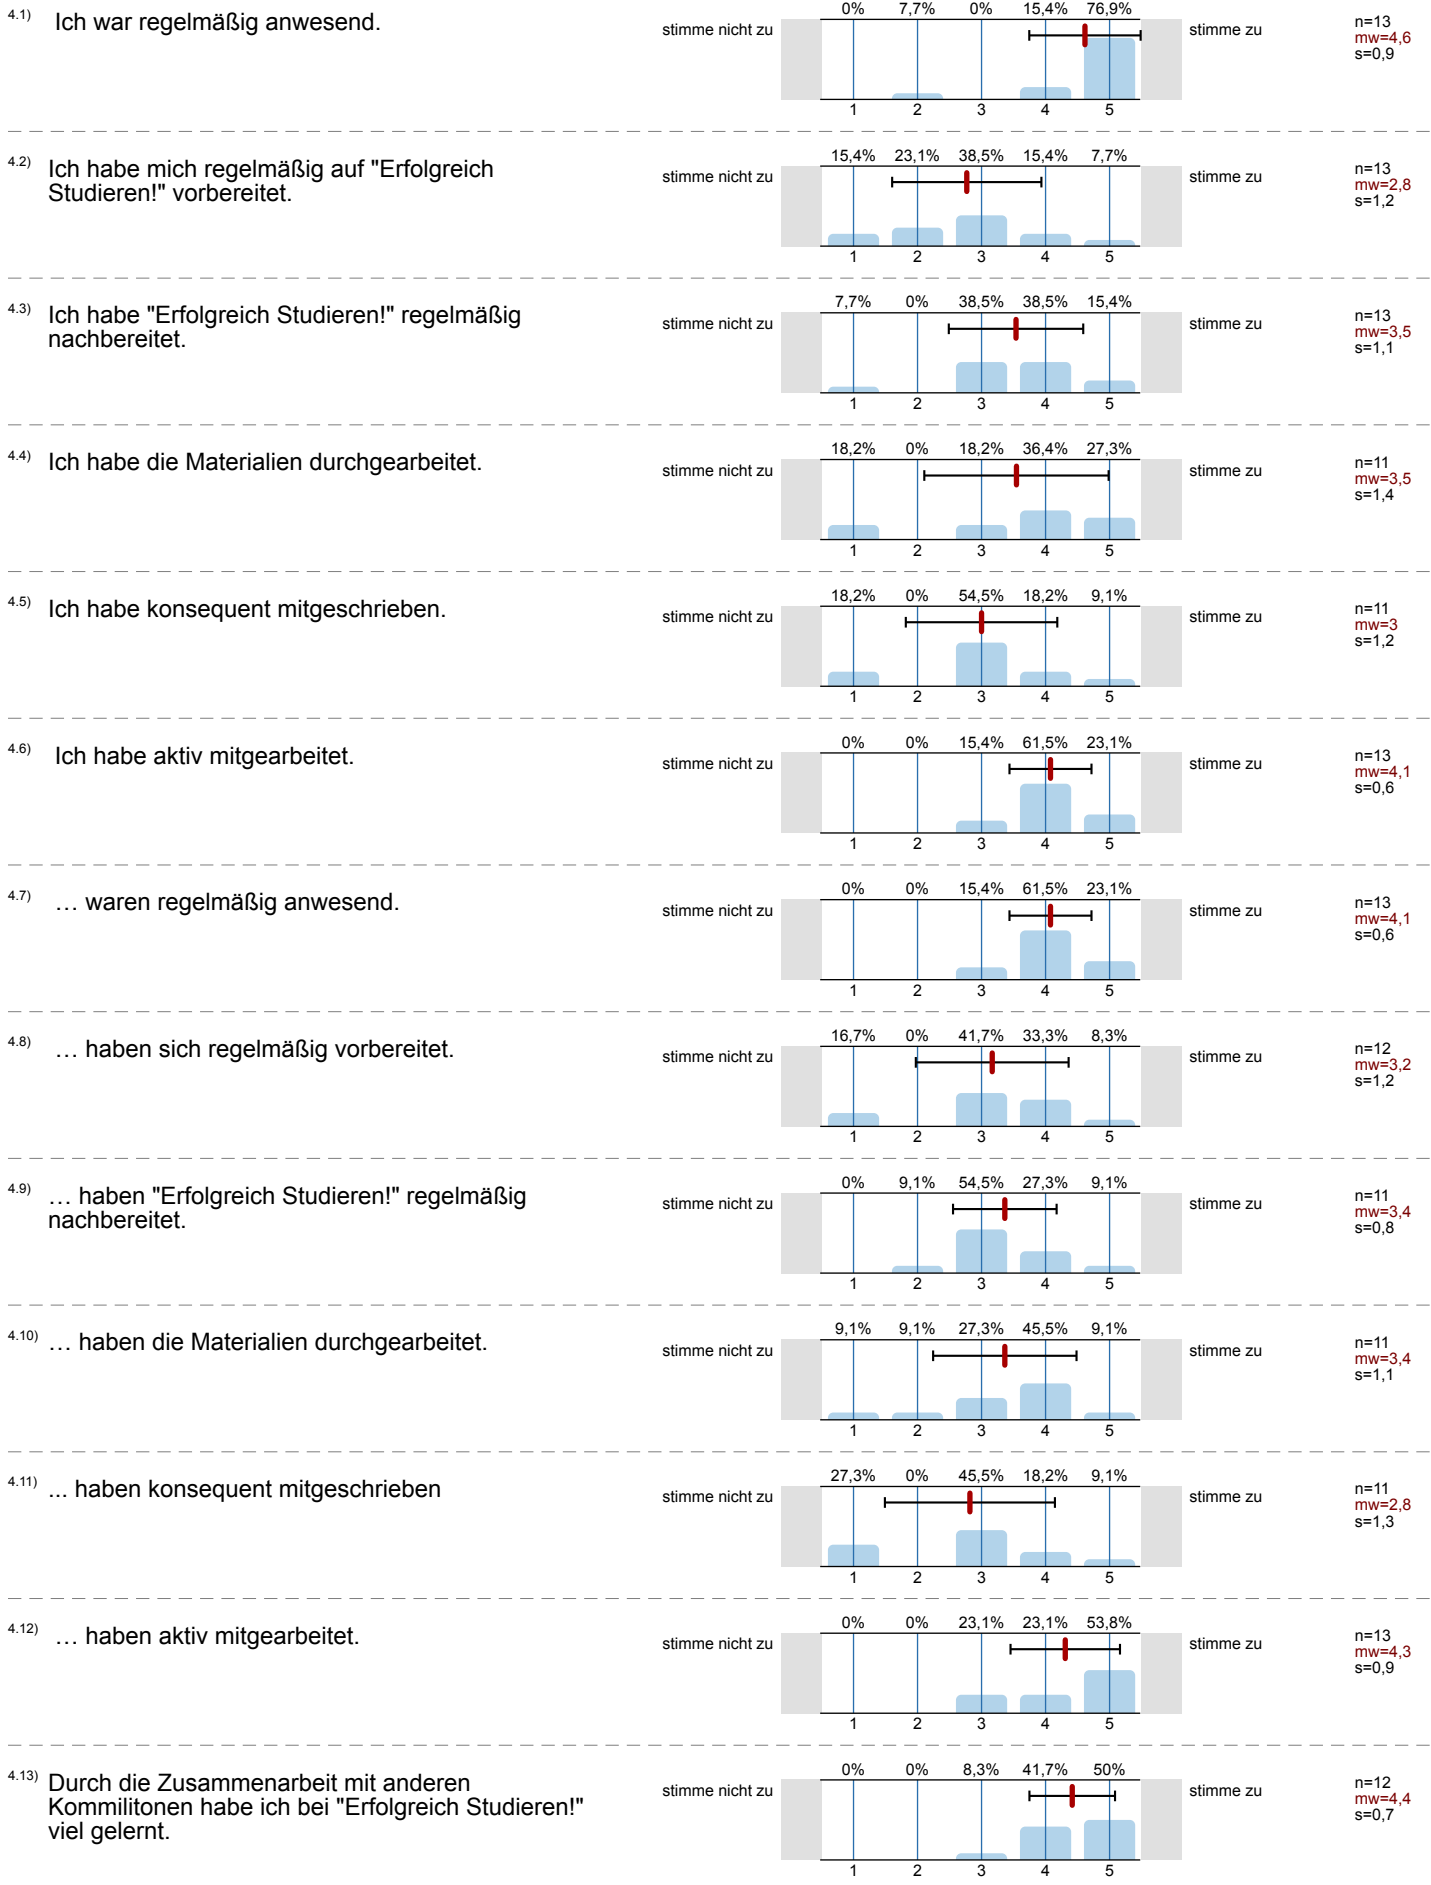 4.1) Ich war regelmäßig anwesend.
stimme nicht zu
0% 7,7% 0% 15,4% 76,9%
1 2 3 4 5
stimme zu
n=13
mw=4,6
s=0,9
4.2) Ich habe mich regelmäßig auf "Erfolgreich
Studieren!" vorbereitet.
stimme nicht zu
15,4% 23,1% 38,5% 15,4% 7,7%
1 2 3 4 5
stimme zu
n=13
mw=2,8
s=1,2
4.3) Ich habe "Erfolgreich Studieren!" regelmäßig
nachbereitet.
stimme nicht zu
7,7% 0% 38,5% 38,5% 15,4%
1 2 3 4 5
stimme zu
n=13
mw=3,5
s=1,1
4.4) Ich habe die Materialien durchgearbeitet.
stimme nicht zu
18,2% 0% 18,2% 36,4% 27,3%
1 2 3 4 5
stimme zu
n=11
mw=3,5
s=1,4
4.5) Ich habe konsequent mitgeschrieben.
stimme nicht zu
18,2% 0% 54,5% 18,2% 9,1%
1 2 3 4 5
stimme zu
n=11
mw=3
s=1,2
4.6) Ich habe aktiv mitgearbeitet.
stimme nicht zu
0% 0% 15,4% 61,5% 23,1%
1 2 3 4 5
stimme zu
n=13
mw=4,1
s=0,6
4.7) … waren regelmäßig anwesend.
stimme nicht zu
0% 0% 15,4% 61,5% 23,1%
1 2 3 4 5
stimme zu
n=13
mw=4,1
s=0,6
4.8) … haben sich regelmäßig vorbereitet.
stimme nicht zu
16,7% 0% 41,7% 33,3% 8,3%
1 2 3 4 5
stimme zu
n=12
mw=3,2
s=1,2
4.9) … haben "Erfolgreich Studieren!" regelmäßig
nachbereitet.
stimme nicht zu
0% 9,1% 54,5% 27,3% 9,1%
1 2 3 4 5
stimme zu
n=11
mw=3,4
s=0,8
4.10) … haben die Materialien durchgearbeitet.
stimme nicht zu
9,1% 9,1% 27,3% 45,5% 9,1%
1 2 3 4 5
stimme zu
n=11
mw=3,4
s=1,1
4.11) ... haben konsequent mitgeschrieben
stimme nicht zu
27,3% 0% 45,5% 18,2% 9,1%
1 2 3 4 5
stimme zu
n=11
mw=2,8
s=1,3
4.12) … haben aktiv mitgearbeitet.
stimme nicht zu
0% 0% 23,1% 23,1% 53,8%
1 2 3 4 5
stimme zu
n=13
mw=4,3
s=0,9
4.13) Durch die Zusammenarbeit mit anderen
Kommilitonen habe ich bei "Erfolgreich Studieren!"
viel gelernt.
stimme nicht zu
0% 0% 8,3% 41,7% 50%
1 2 3 4 5
stimme zu
n=12
mw=4,4
s=0,7